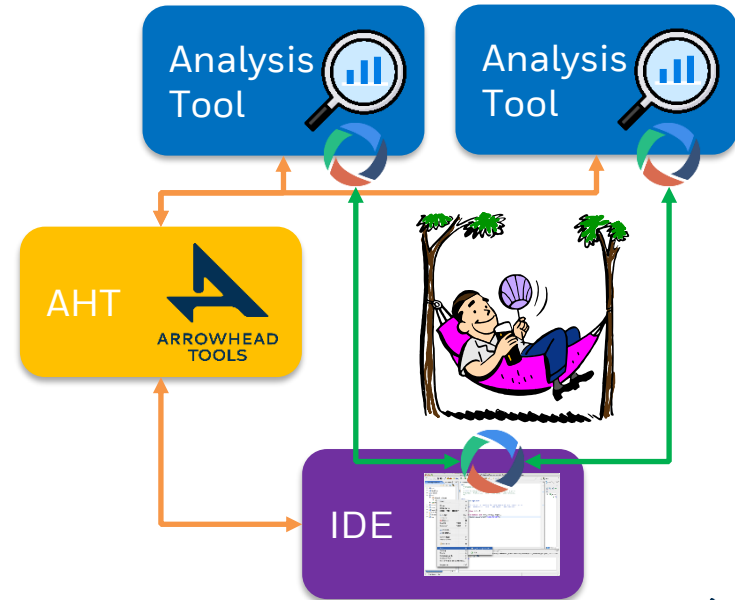 Analysis
Tool
Analysis
Tool
AHT
ARROWHEAD
TOOLS
IDE